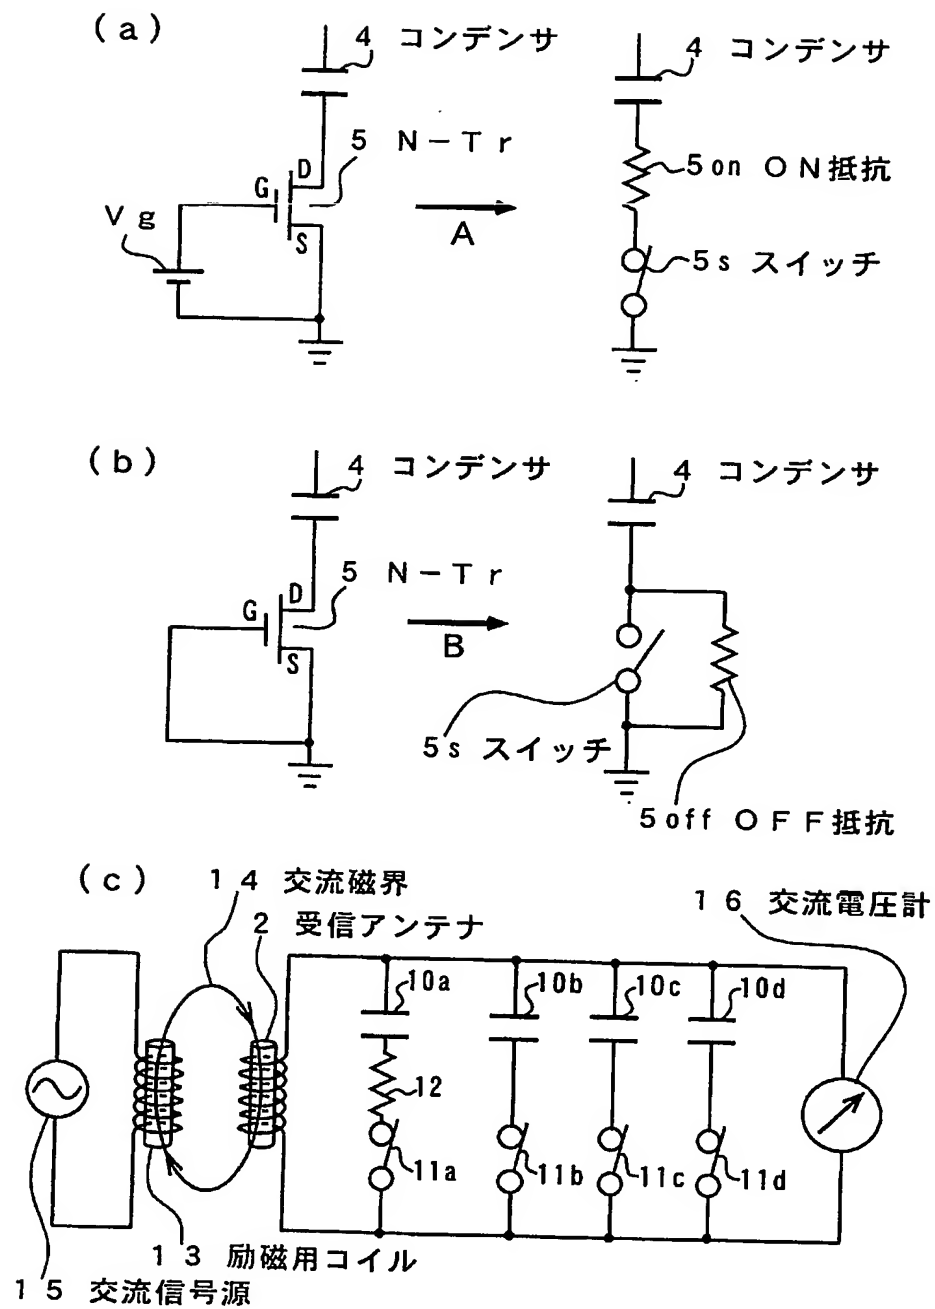 (a)
4 コンデンサ
4 コンデンサ
5 N-Tr
D
G
S
Vg
A
5on ON抵抗
5s スイッチ
(b)
4 コンデンサ
4 コンデンサ
5 N-Tr
D
G
S
B
5s スイッチ
5off OFF抵抗
(c)
14 交流磁界
2 受信アンテナ
16 交流電圧計
10a
10b
10c
10d
12
11a
11b
11c
11d
13 励磁用コイル
15 交流信号源